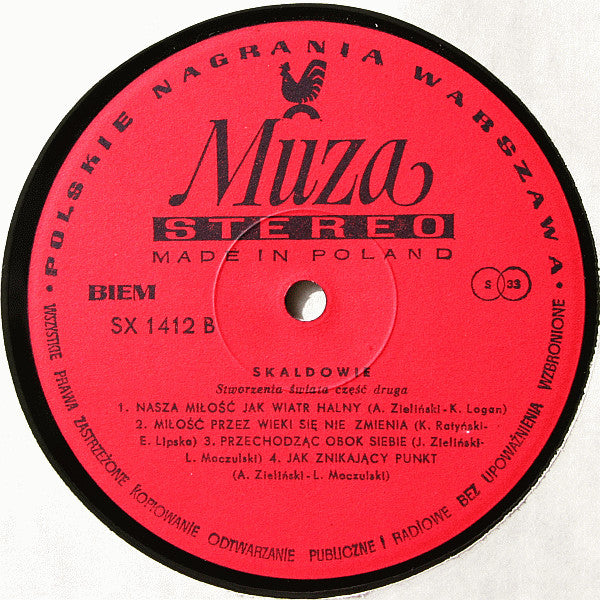 • POLSKIE NAGRANIA WARSZAWA •
Muza
STEREO
MADE IN POLAND
BIEM
S 33
SX 1412 B
SKALDOWIE
Stworzenia świata część druga
1. NASZA MIŁOŚĆ JAK WIATR HALNY (A. Zieliński-K. Logan)
2. MIŁOŚĆ PRZEZ WIEKI SIĘ NIE ZMIENIA (K. Ratyński-
E. Lipska) 3. PRZECHODZĄC OBOK SIEBIE (J. Zieliński-
L. Moczulski) 4. JAK ZNIKAJĄCY PUNKT
(A. Zieliński-L. Moczulski)
WSZYSTKIE PRAWA ZASTRZEŻONE KOPIOWANIE ODTWARZANIE PUBLICZNE I RADIOWE BEZ UPOWAŻNIENIA WZBRONIONE